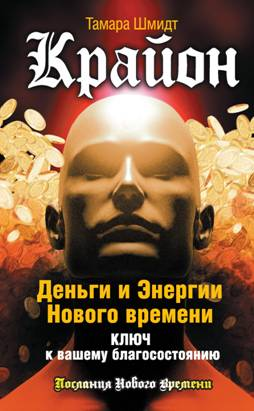 Тамара Шмидт
Крайон
Деньги и Энергии
Нового времени
КЛЮЧ
к вашему благосостоянию
Послания Нового Времени